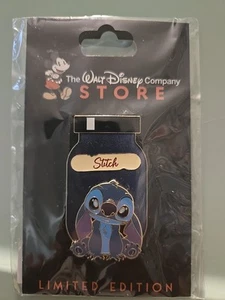 The WALT DISNEY Company
STORE
Stitch
LIMITED EDITION